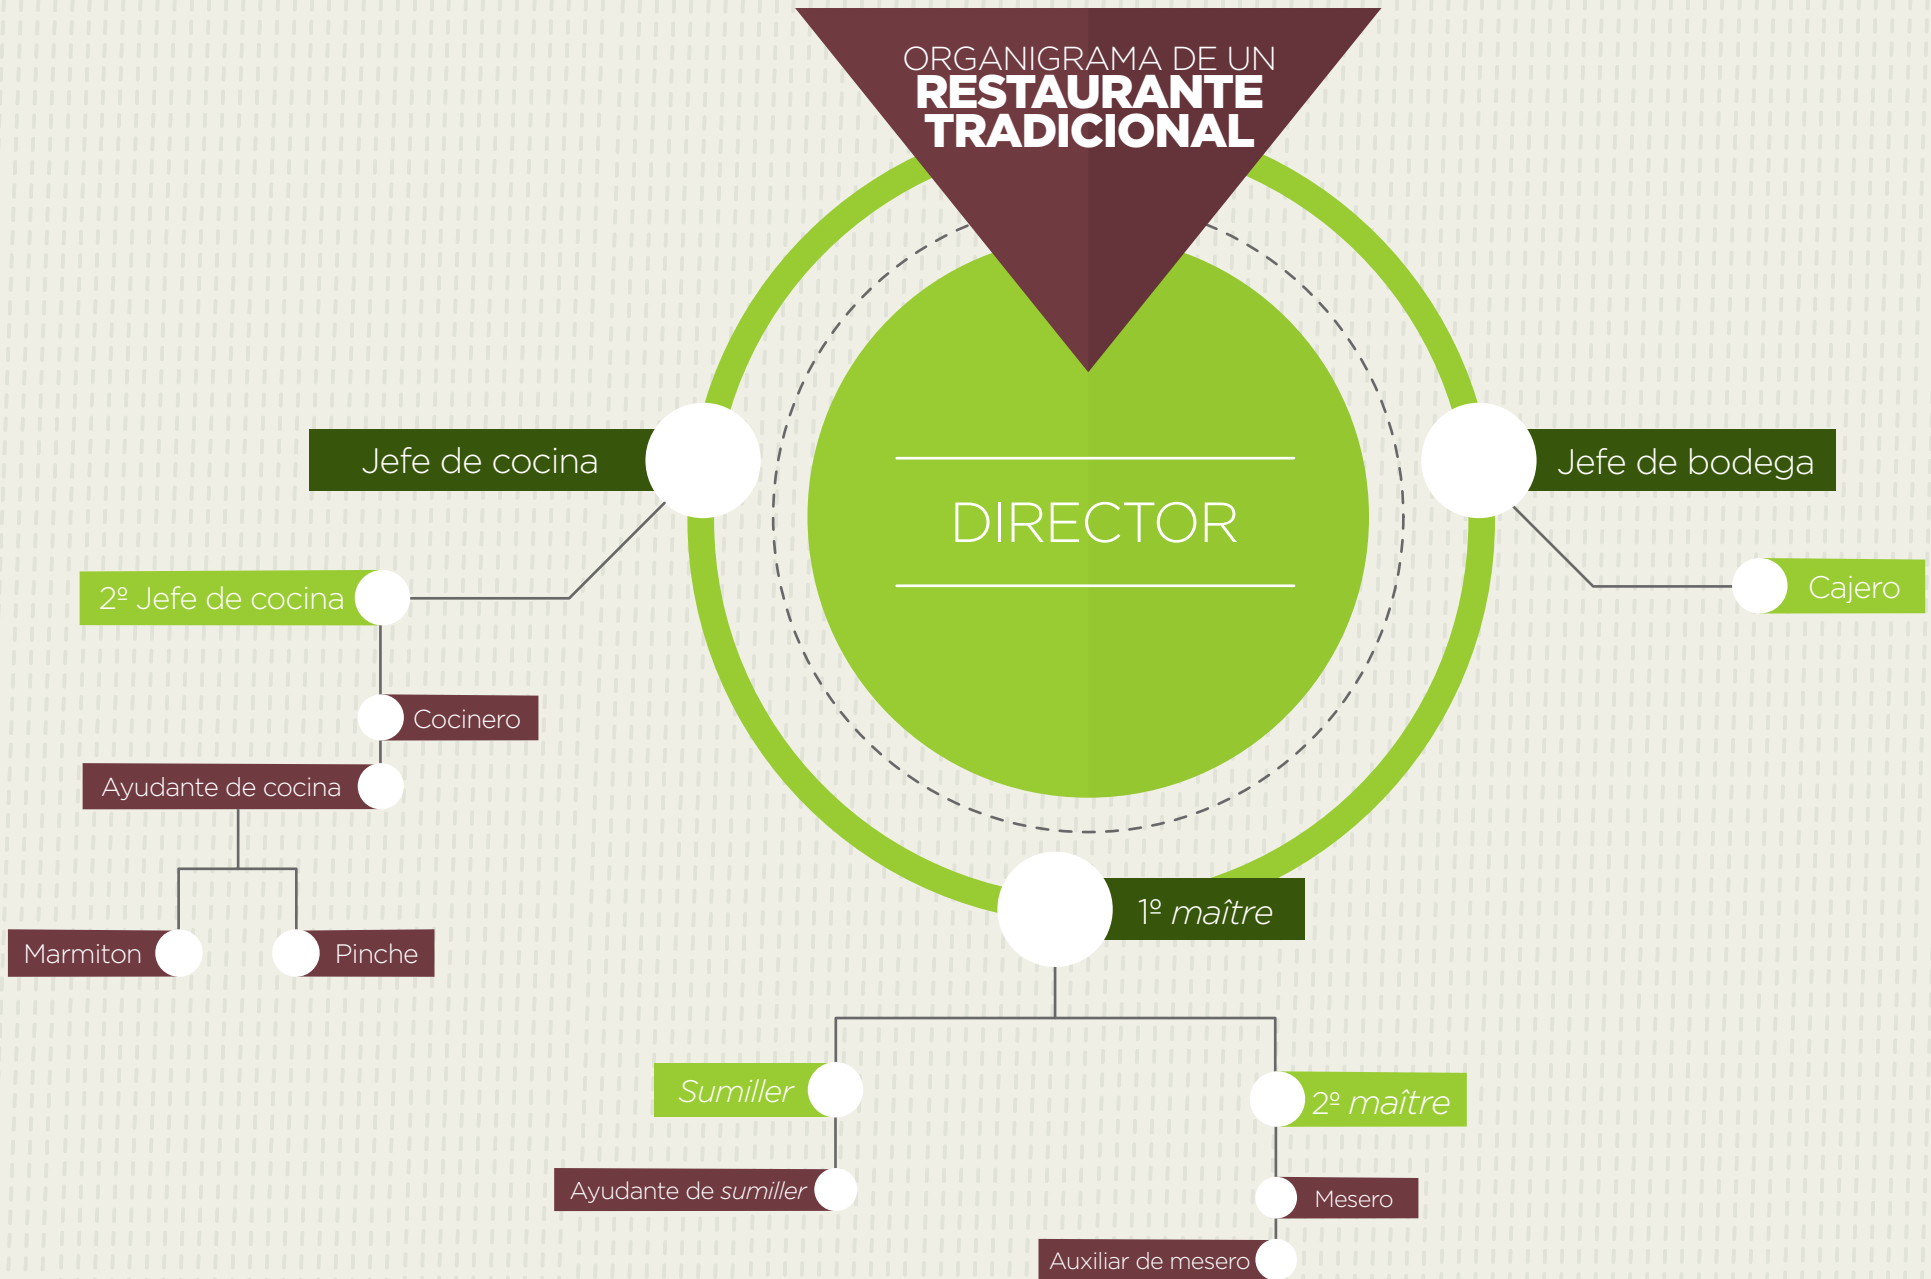 ORGANIGRAMA DE UN
RESTAURANTE
TRADICIONAL
Jefe de cocina
DIRECTOR
Jefe de bodega
2º Jefe de cocina
Cajero
Cocinero
Ayudante de cocina
Marmiton
Pinche
1º maître
Sumiller
2º maître
Ayudante de sumiller
Mesero
Auxiliar de mesero